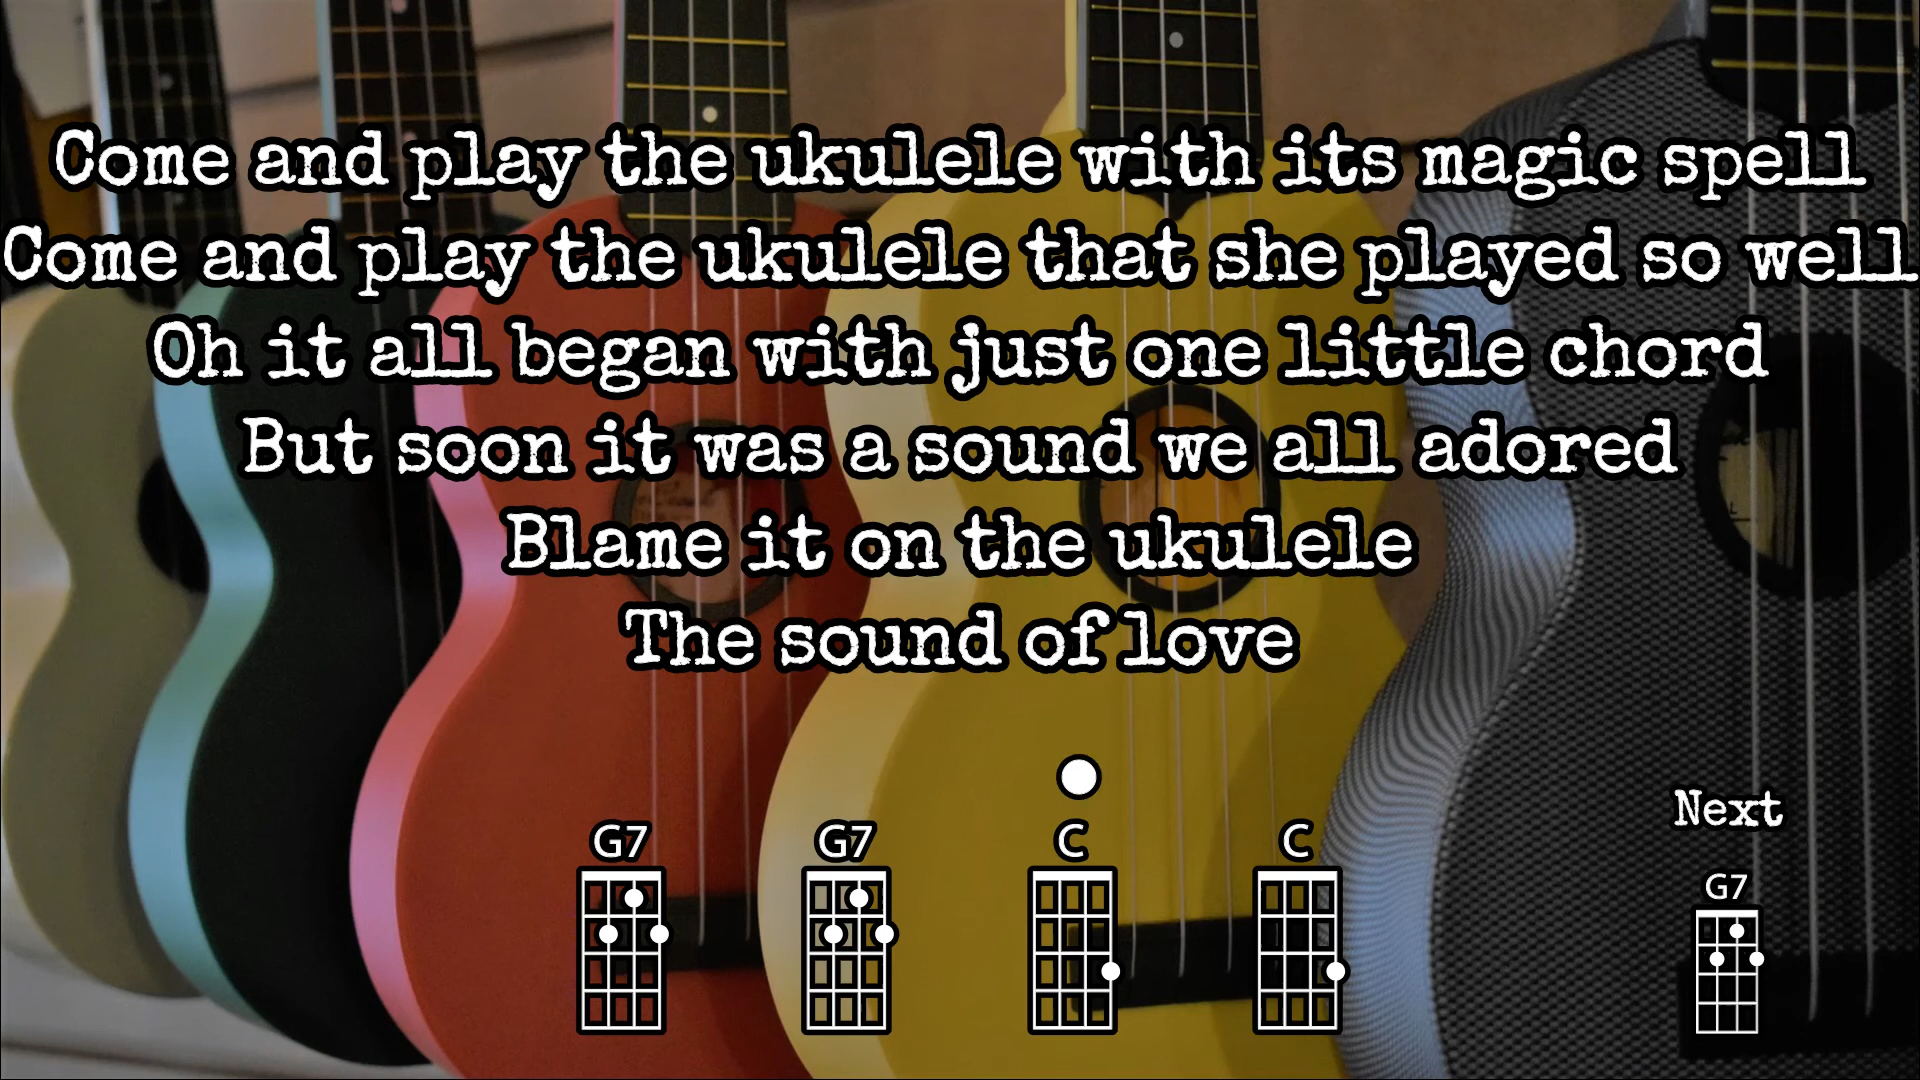 Come and play the ukulele with its magic spell
Come and play the ukulele that she played so well
Oh it all began with just one little chord
But soon it was a sound we all adored
Blame it on the ukulele
The sound of love
Next
G7 G7 C C
G7